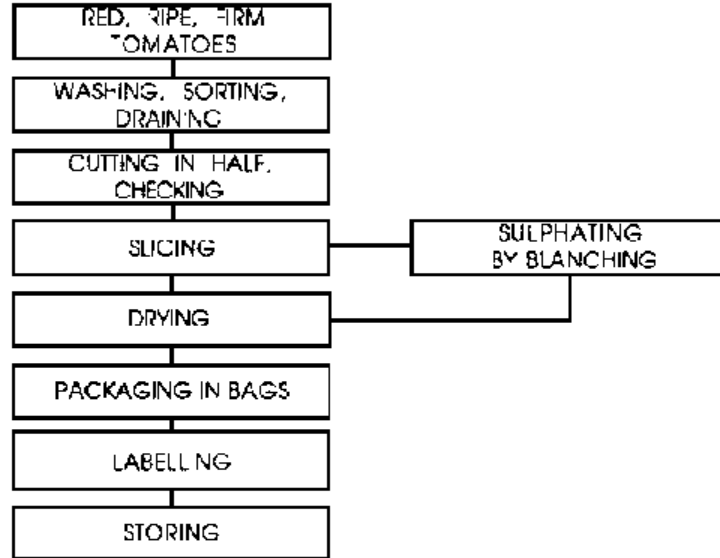 RED, RIPE, FIRM
TOMATOES
WASHING, SORTING,
DRAINING
CUTTING IN HALF,
CHECKING
SLICING
SULPHATING
BY BLANCHING
DRYING
PACKAGING IN BAGS
LABELLING
STORING